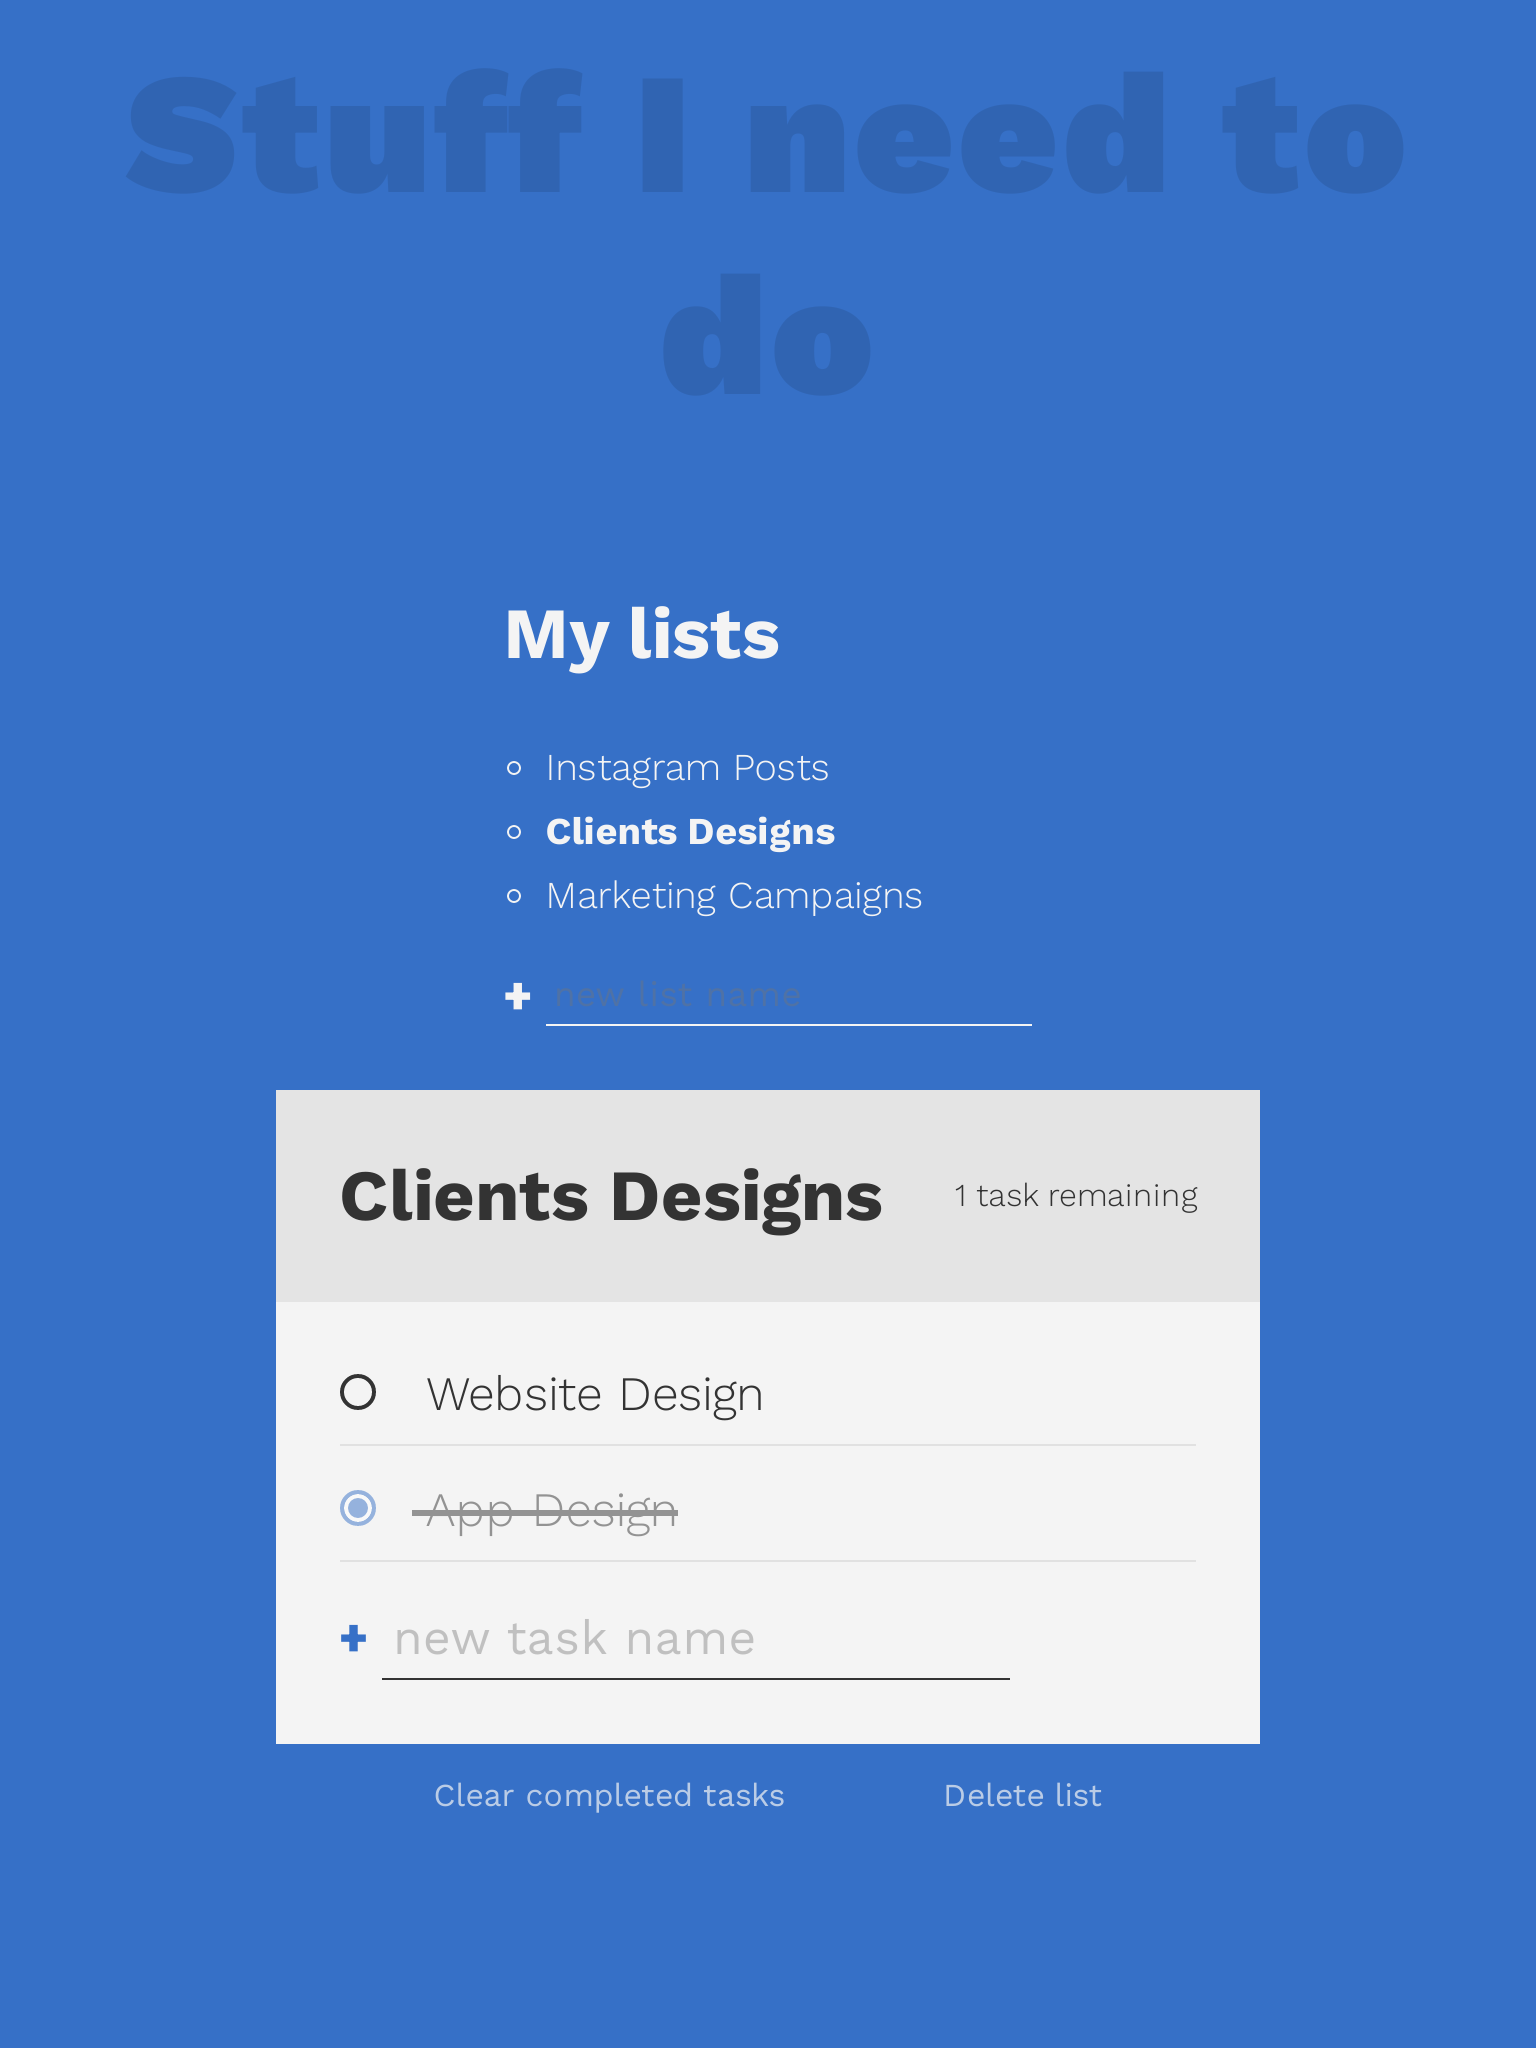 Stuff I need to
do
My lists
Instagram Posts
Clients Designs
Marketing Campaigns
+ new list name
Clients Designs 1 task remaining
Website Design
App Design
+ new task name
Clear completed tasks Delete list